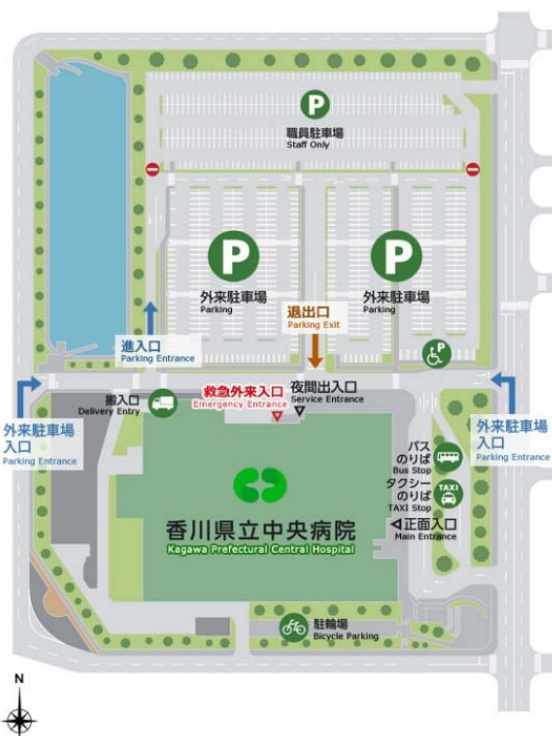 P
職員駐車場
Staff Only
P
外来駐車場
Parking
P
外来駐車場
Parking
退出口
Parking Exit
進入口
Parking Entrance
P
搬入口
Delivery Entry
救急外来入口
Emergency Entrance
夜間出入口
Service Entrance
外来駐車場
入口
Parking Entrance
外来駐車場
入口
Parking Entrance
バス
のりば
Bus Stop
タクシー
のりば
TAXI Stop
TAXI
正面入口
Main Entrance
香川県立中央病院
Kagawa Prefectural Central Hospital
駐輪場
Bicycle Parking
N